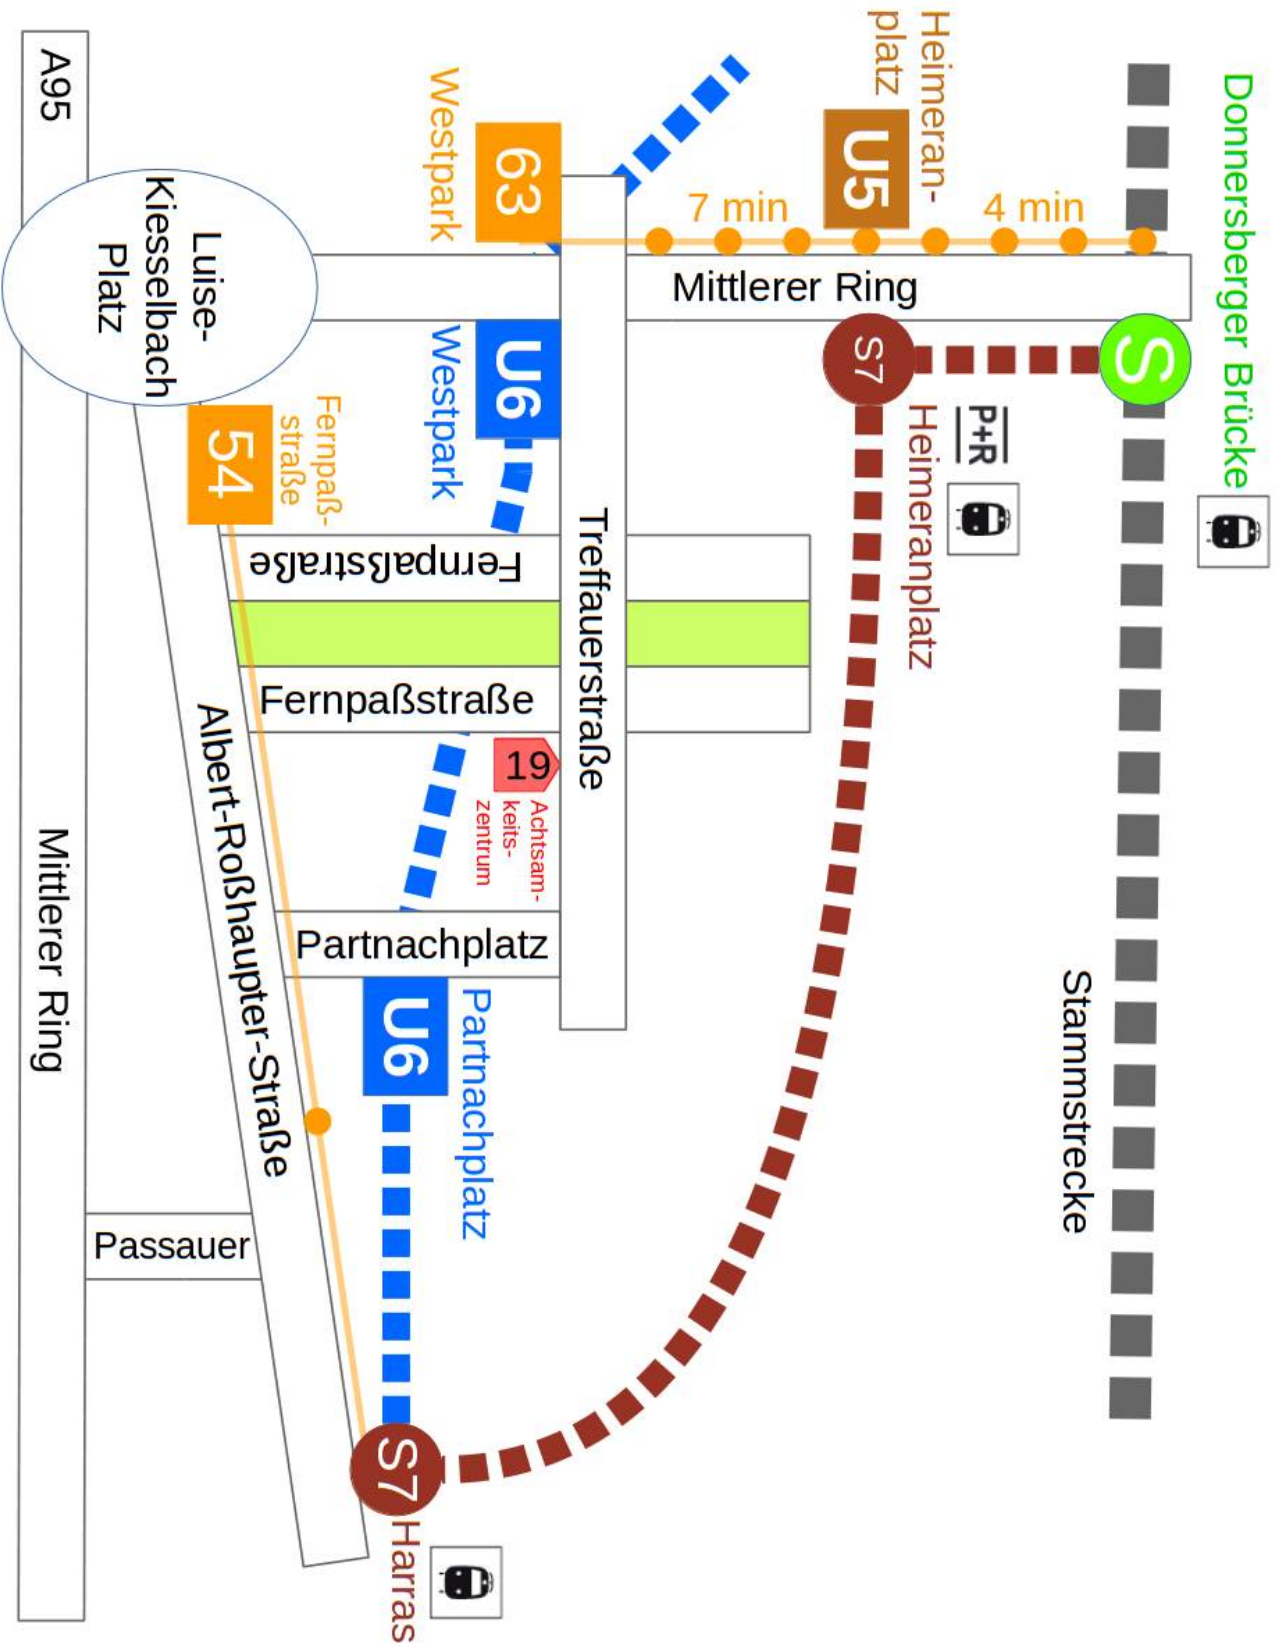 Donnersberger Brücke
Heimeran-
platz
U5
4 min
7 min
63
Westpark
Mittlerer Ring
S
S7
P+R
Heimeranplatz
Stammstrecke
A95
Luise-
Kiesselbach
Platz
U6
Westpark
54
Fernpaß-
straße
Fernpaßstraße
Fernpaßstraße
Treffauerstraße
19
Achtsam-
keits-
zentrum
Partnachplatz
U6
Partnachplatz
Albert-Roßhaupter-Straße
Mittlerer Ring
Passauer
S7
Harras